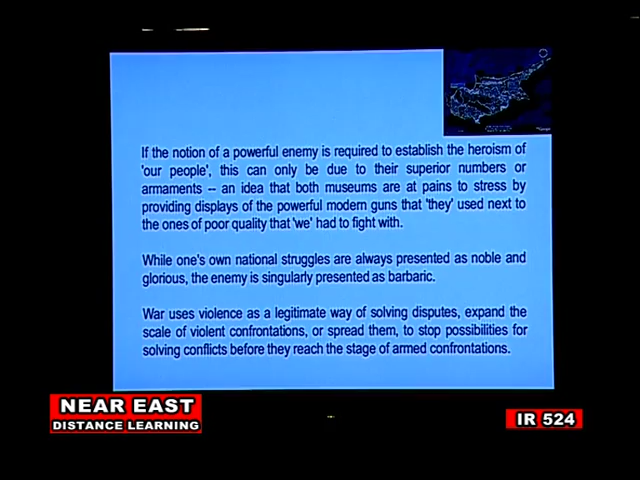 If the notion of a powerful enemy is required to establish the heroism of
'our people', this can only be due to their superior numbers or
armaments -- an idea that both museums are at pains to stress by
providing displays of the powerful modern guns that 'they' used next to
the ones of poor quality that 'we' had to fight with.
While one's own national struggles are always presented as noble and
glorious, the enemy is singularly presented as barbaric.
War uses violence as a legitimate way of solving disputes, expand the
scale of violent confrontations, or spread them, to stop possibilities for
solving conflicts before they reach the stage of armed confrontations.
NEAR EAST
DISTANCE LEARNING
IR 524